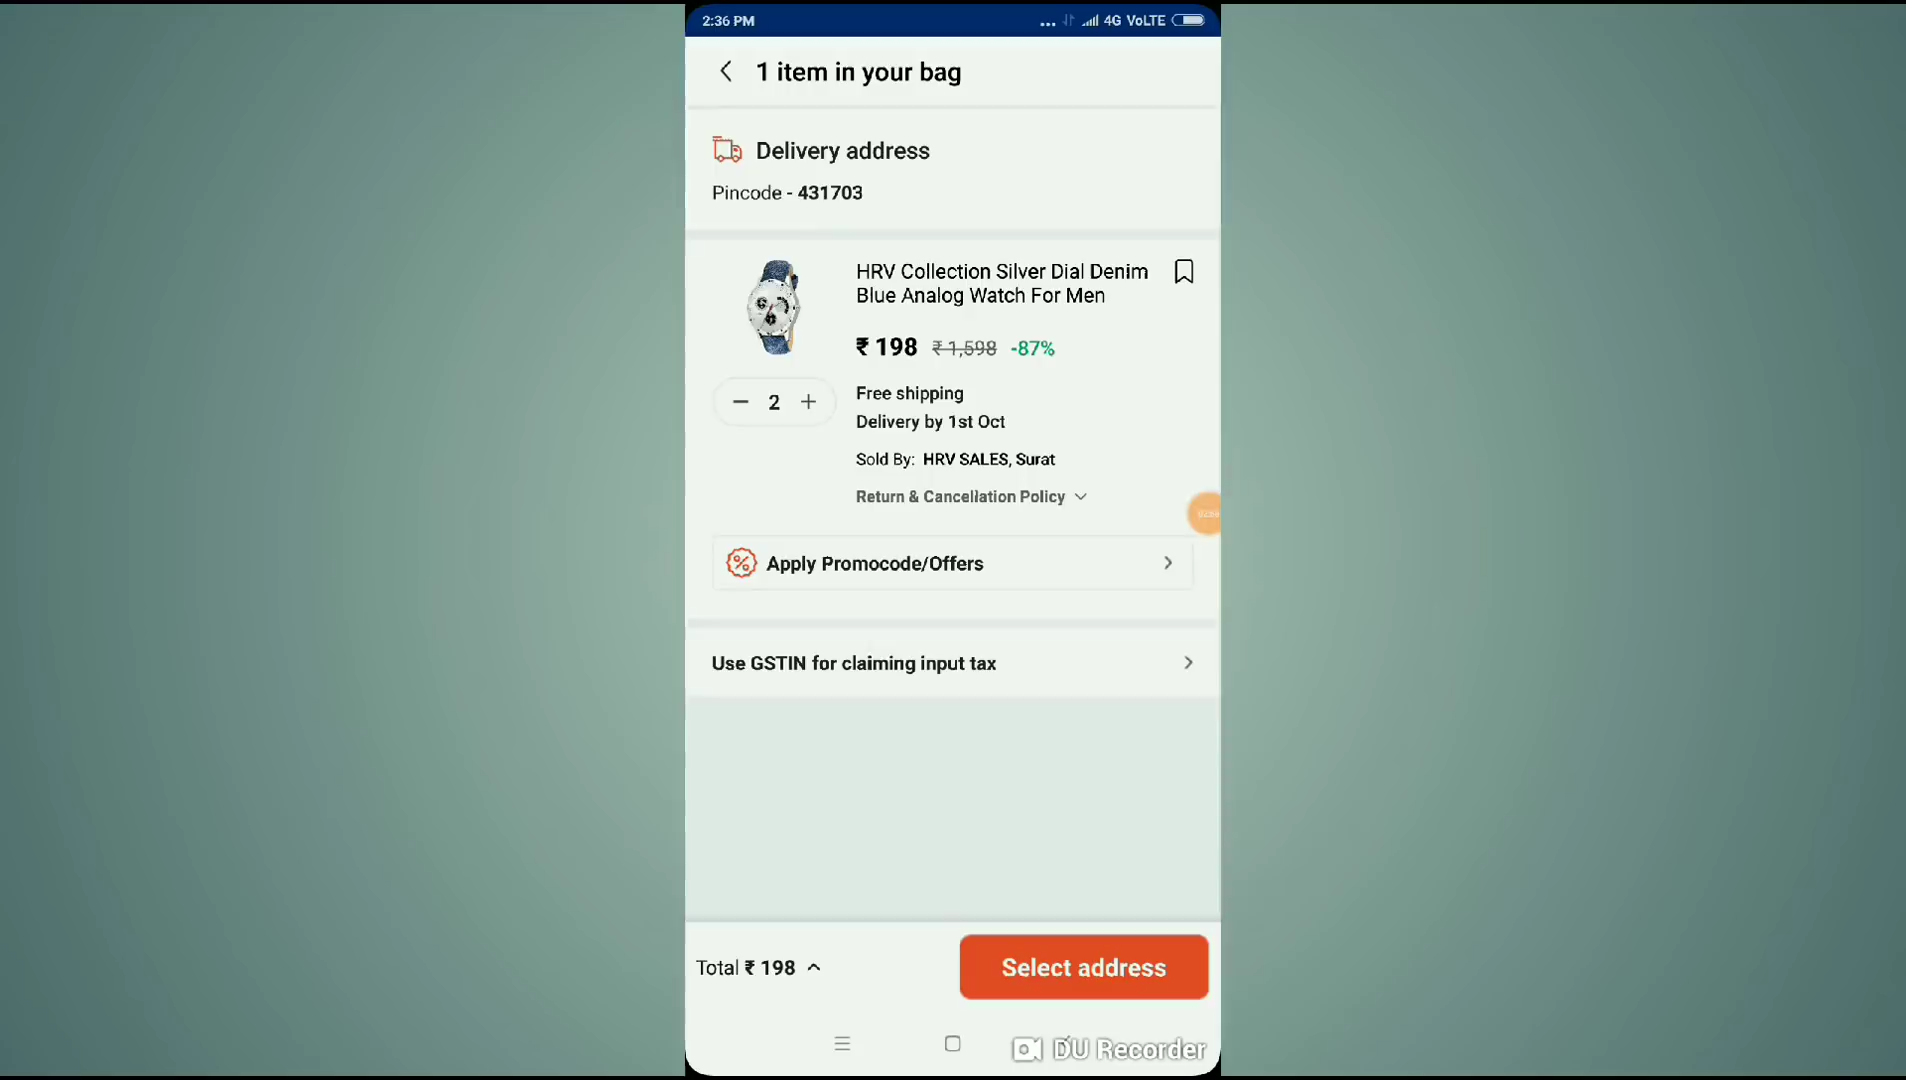 2:36 PM ... 4G VoLTE
1 item in your bag
Delivery address
Pincode - 431703
HRV Collection Silver Dial Denim
Blue Analog Watch For Men
₹ 198 ₹ 1,598 -87%
2
Free shipping
Delivery by 1st Oct
Sold By: HRV SALES, Surat
Return & Cancellation Policy
Apply Promocode/Offers
Use GSTIN for claiming input tax
Total ₹ 198
Select address
DU Recorder